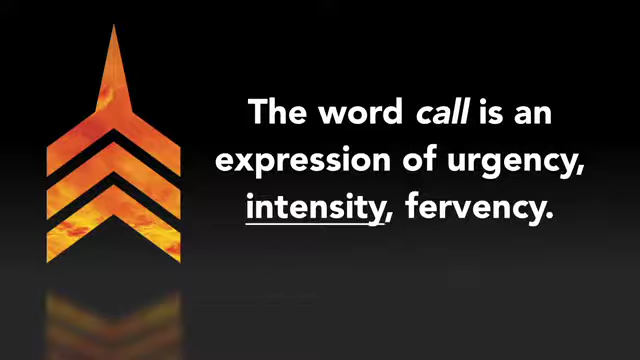 The word call is an
expression of urgency,
intensity, fervency.